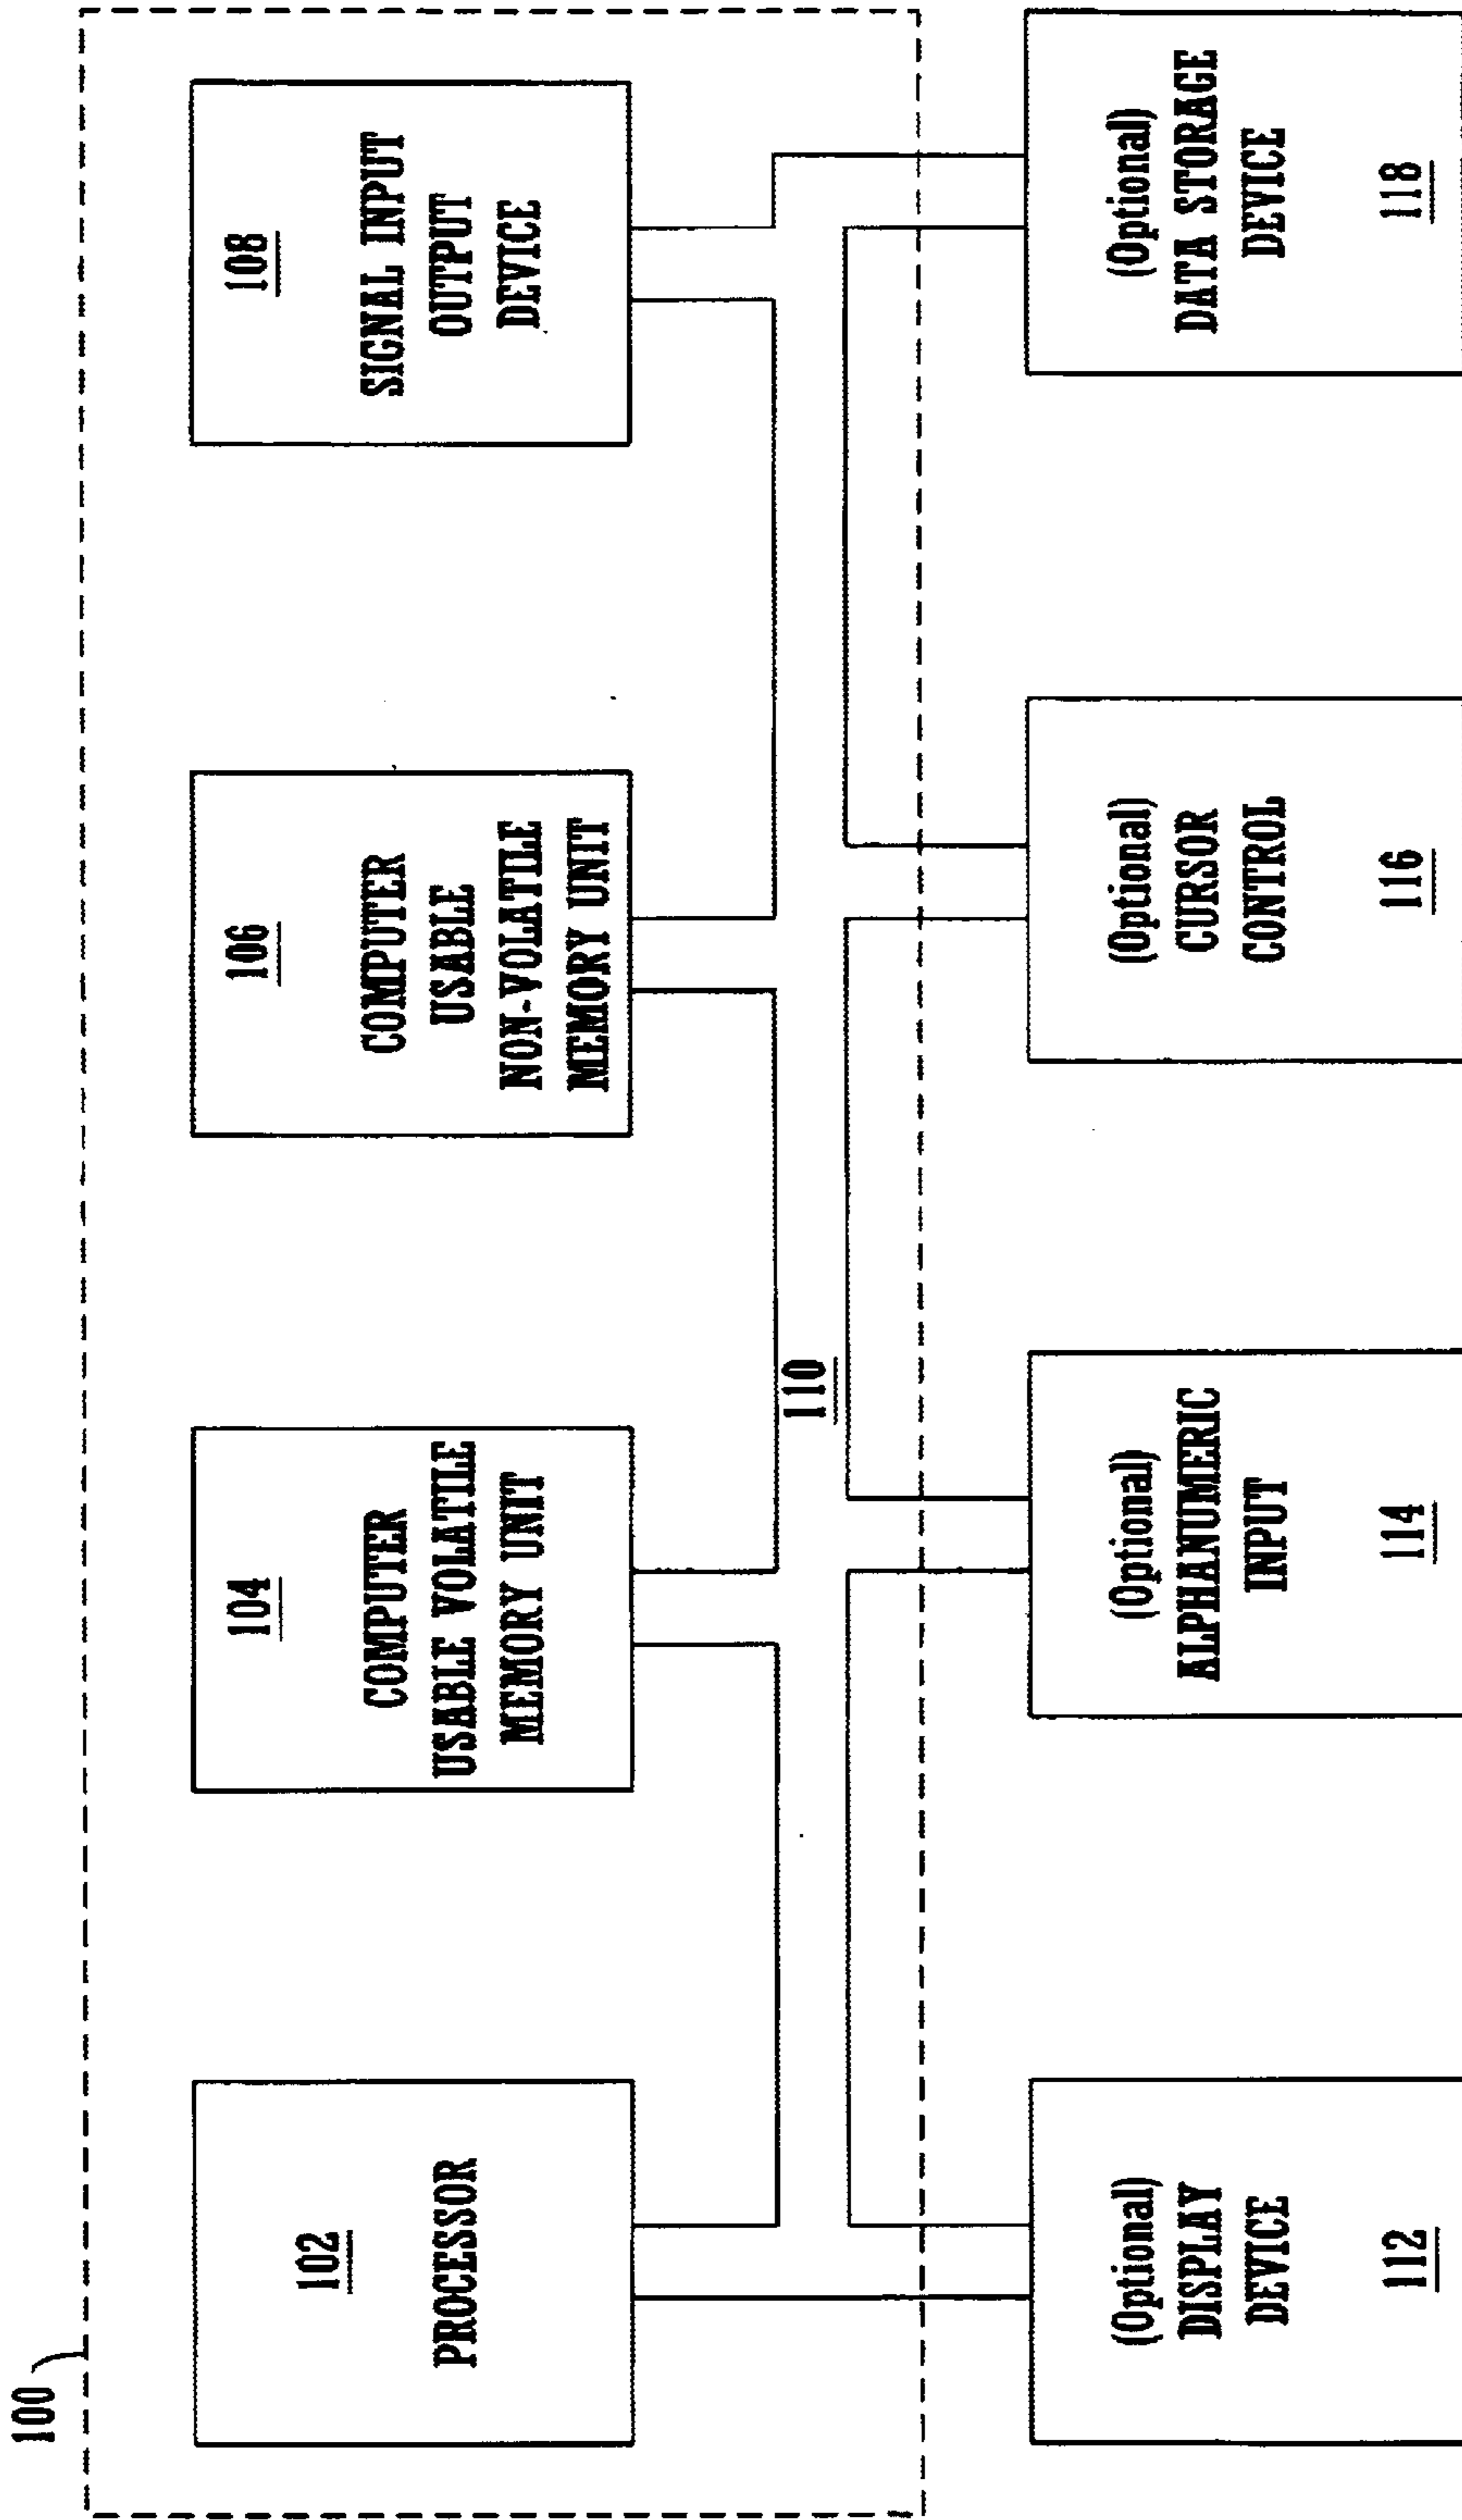 100
102
PROCESSOR
104
COMPUTER
USABLE VOLATILE
MEMORY UNIT
106
COMPUTER
USABLE
NON-VOLATILE
MEMORY UNIT
108
SIGNAL INPUT
OUTPUT
DEVICE
110
(Optional)
DISPLAY
DEVICE
112
(Optional)
ALPHANUMERIC
INPUT
114
(Optional)
CURSOR
CONTROL
116
(Optional)
DATA STORAGE
DEVICE
118